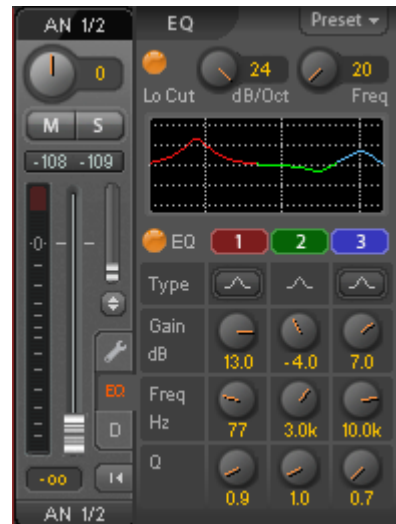 AN 1/2 EQ Preset
0 24 20
Lo Cut dB/Oct Freq
M S
-108 -109
-0-
EQ 1 2 3
Type
Gain
dB 13.0 -4.0 7.0
EQ Freq
Hz 77 3.0k 10.0k
D
Q
-oo 0.9 1.0 0.7
AN 1/2